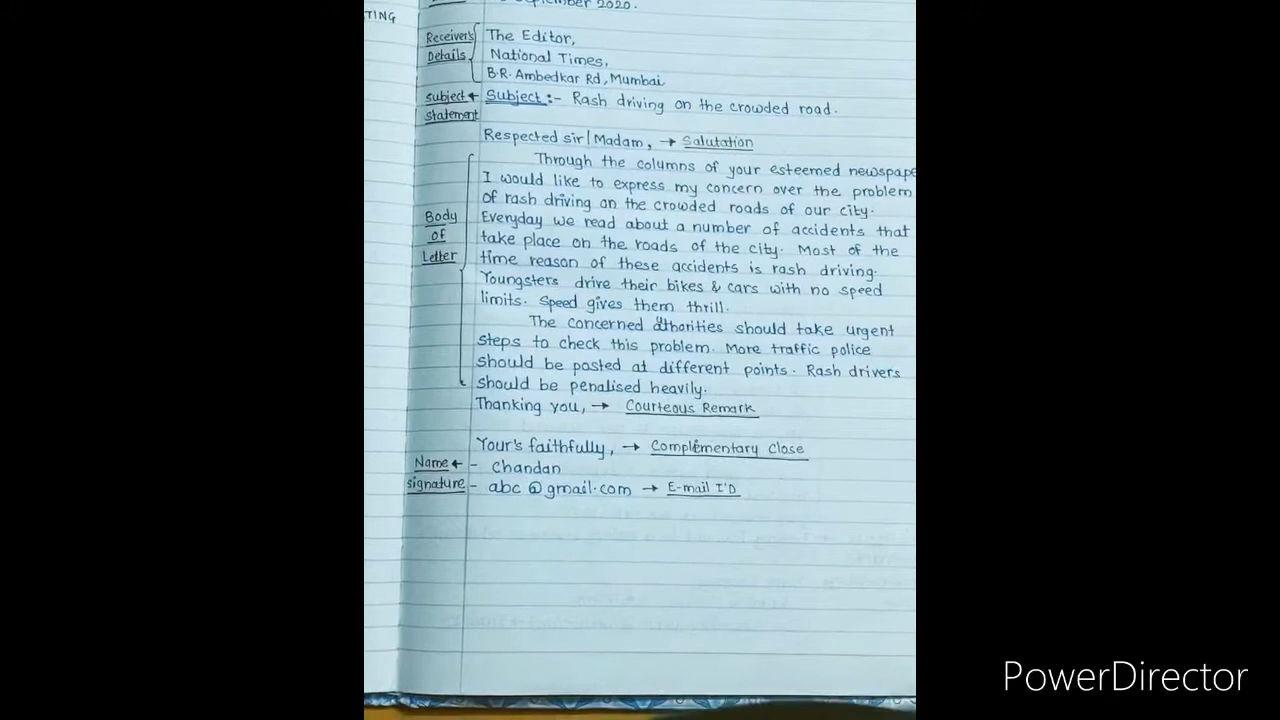 TING
September 2020.
Receiver's The Editor,
Details National Times,
B.R. Ambedkar Rd, Mumbai
Subject ← Subject:- Rash driving on the crowded road.
Statement
Respected sir/Madam, → Salutation
Through the columns of your esteemed newspape
I would like to express my concern over the problem
of rash driving on the crowded roads of our city.
Body Everyday we read about a number of accidents that
of take place on the roads of the city. Most of the
Letter time reason of these accidents is rash driving.
Youngsters drive their bikes & cars with no speed
limits. Speed gives them thrill.
The concerned authorities should take urgent
steps to check this problem. More traffic police
should be posted at different points. Rash drivers
should be penalised heavily.
Thanking you, → Courteous Remark
Your's faithfully, → Complementary Close
Name ← - Chandan
Signature - abc @gmail.com → E-mail I'D
PowerDirector